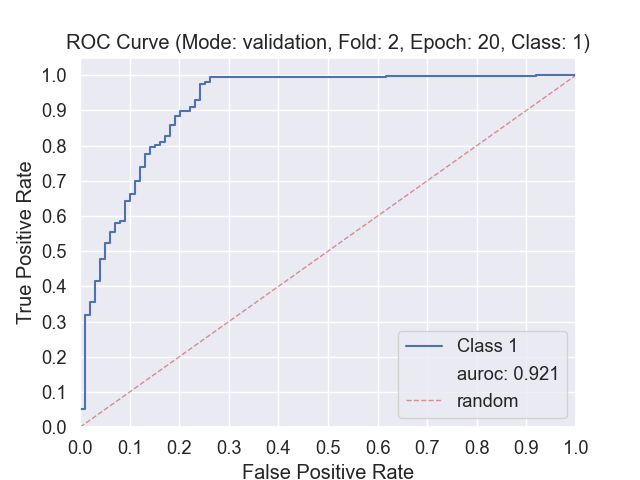 ROC Curve (Mode: validation, Fold: 2, Epoch: 20, Class: 1)
1.0
0.9
0.8
0.7
0.6
0.5
0.4
0.3
0.2
0.1
0.0
True Positive Rate
Class 1
auroc: 0.921
random
0.0 0.1 0.2 0.3 0.4 0.5 0.6 0.7 0.8 0.9 1.0
False Positive Rate